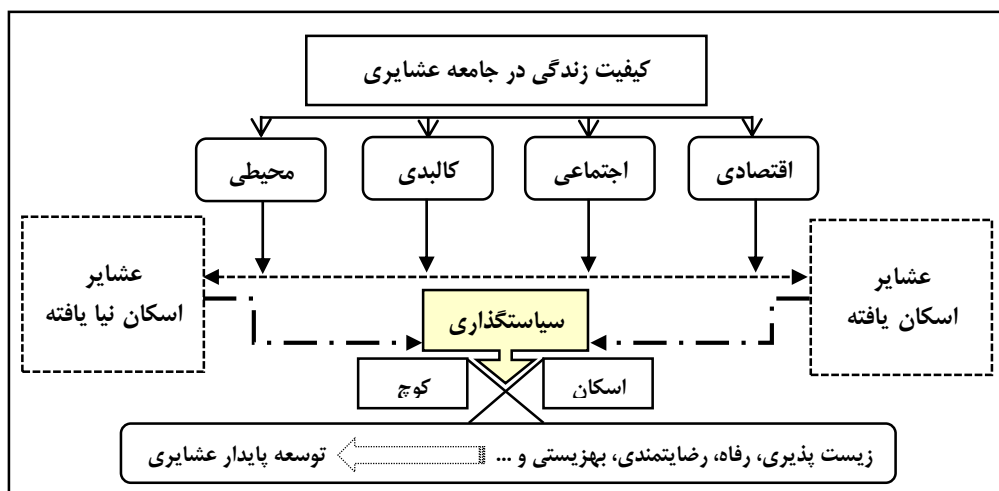 کیفیت زندگی در جامعه عشایری
اقتصادی
اجتماعی
کالبدی
محیطی
عشایر
اسکان یافته
عشایر
اسکان نیا یافته
سیاستگذاری
اسکان
کوچ
زیست پذیری، رفاه، رضایتمندی، بهزیستی و ...
توسعه پایدار عشایری